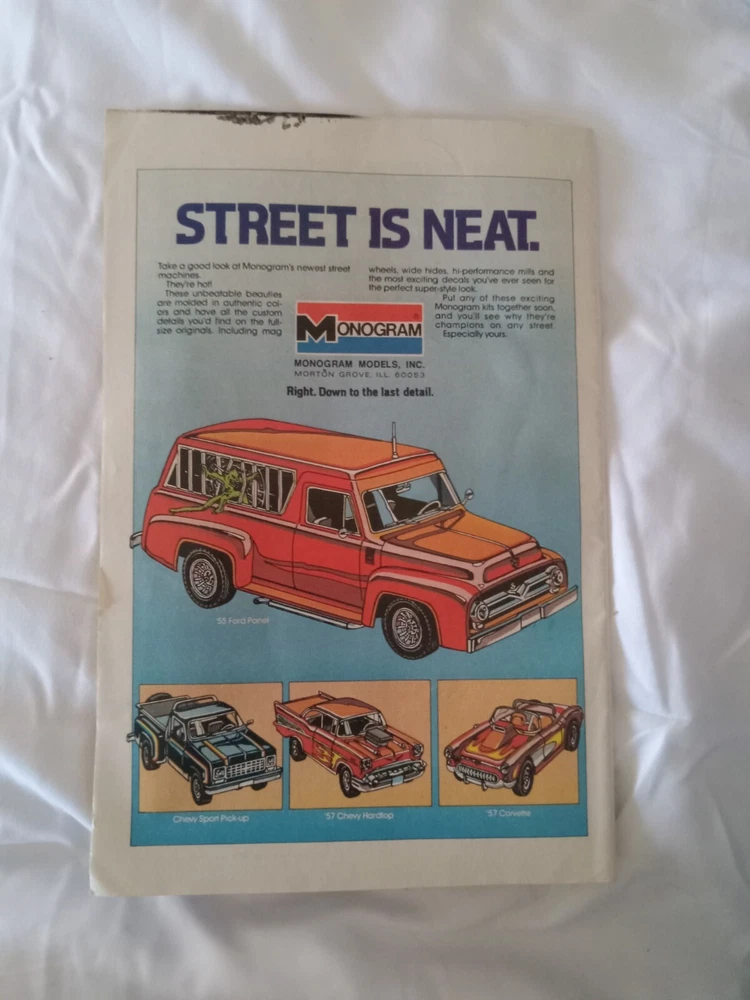 STREET IS NEAT.
Take a good look at Monogram's newest street
machines.
They're hot!
These unbeatable beauties
are molded in authentic col-
ors and have all the custom
details you'd find on the full-
size originals. Including mag
wheels, wide hides, hi-performance mills and
the most exciting decals you've ever seen for
the perfect super-style look.
Put any of these exciting
Monogram kits together soon,
and you'll see why they're
champions on any street.
Especially yours.
MONOGRAM
®
MONOGRAM MODELS, INC.
MORTON GROVE, ILL. 60053
Right. Down to the last detail.
'55 Ford Panel
Chevy Sport Pick-up
'57 Chevy Hardtop
'57 Corvette